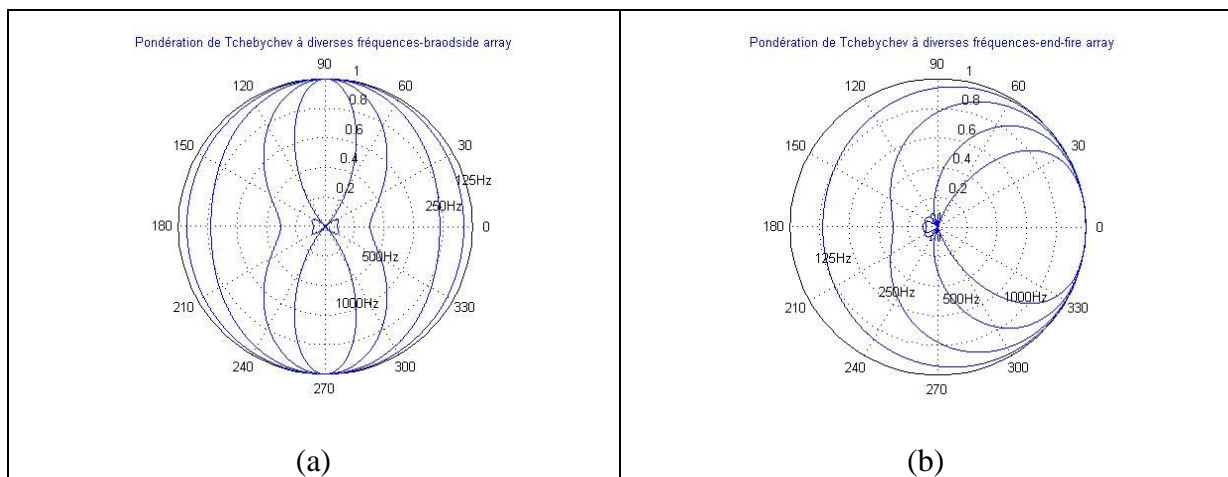 Pondération de Tchebychev à diverses fréquences-braodside array
90
120
1
60
0.8
0.6
150
0.4
30
0.2
125Hz
250Hz
180
0
500Hz
1000Hz
210
330
240
300
270
(a)
Pondération de Tchebychev à diverses fréquences-end-fire array
90
120
1
60
0.8
0.6
150
0.4
30
0.2
180
0
125Hz
250Hz
500Hz
1000Hz
210
330
240
300
270
(b)